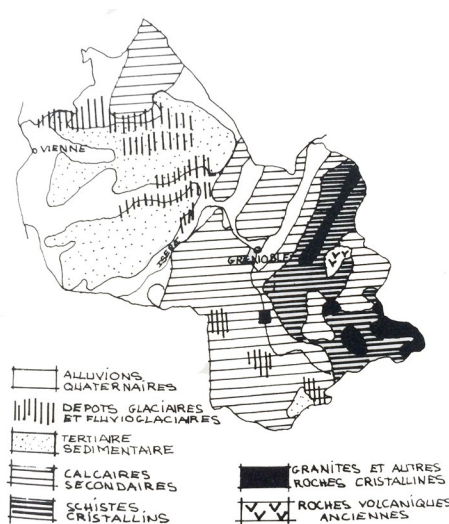 VIENNE
ISERE
GRENOBLE
ALLUVIONS
QUATERNAIRES
DEPOTS GLACIAIRES
ET FLUVIOGLACIAIRES
TERTIAIRE
SEDIMENTAIRE
CALCAIRES
SECONDAIRES
SCHISTES
CRISTALLINS
GRANITES ET AUTRES
ROCHES CRISTALLINES
ROCHES VOLCANIQUES
ANCIENNES